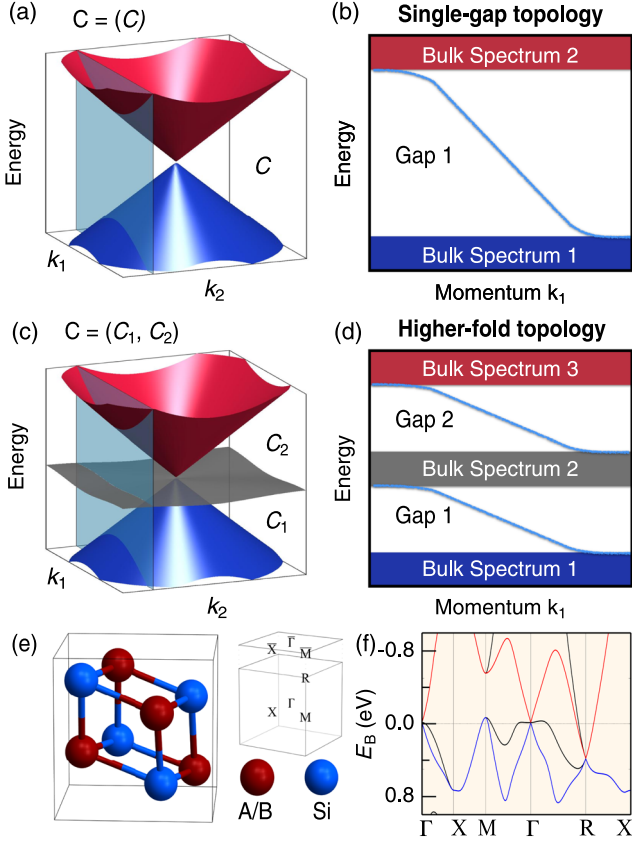 (a)
C = (C)
Energy
C
k1
k2
(b)
Single-gap topology
Energy
Bulk Spectrum 2
Gap 1
Bulk Spectrum 1
Momentum k1
(c)
C = (C1, C2)
Energy
C2
C1
k1
k2
(d)
Higher-fold topology
Energy
Bulk Spectrum 3
Gap 2
Bulk Spectrum 2
Gap 1
Bulk Spectrum 1
Momentum k1
(e)
Γ̅
X̅ M̅
R
Γ
X M
A/B Si
(f)
EB (eV)
-0.8
0.0
0.8
Γ X M Γ R X